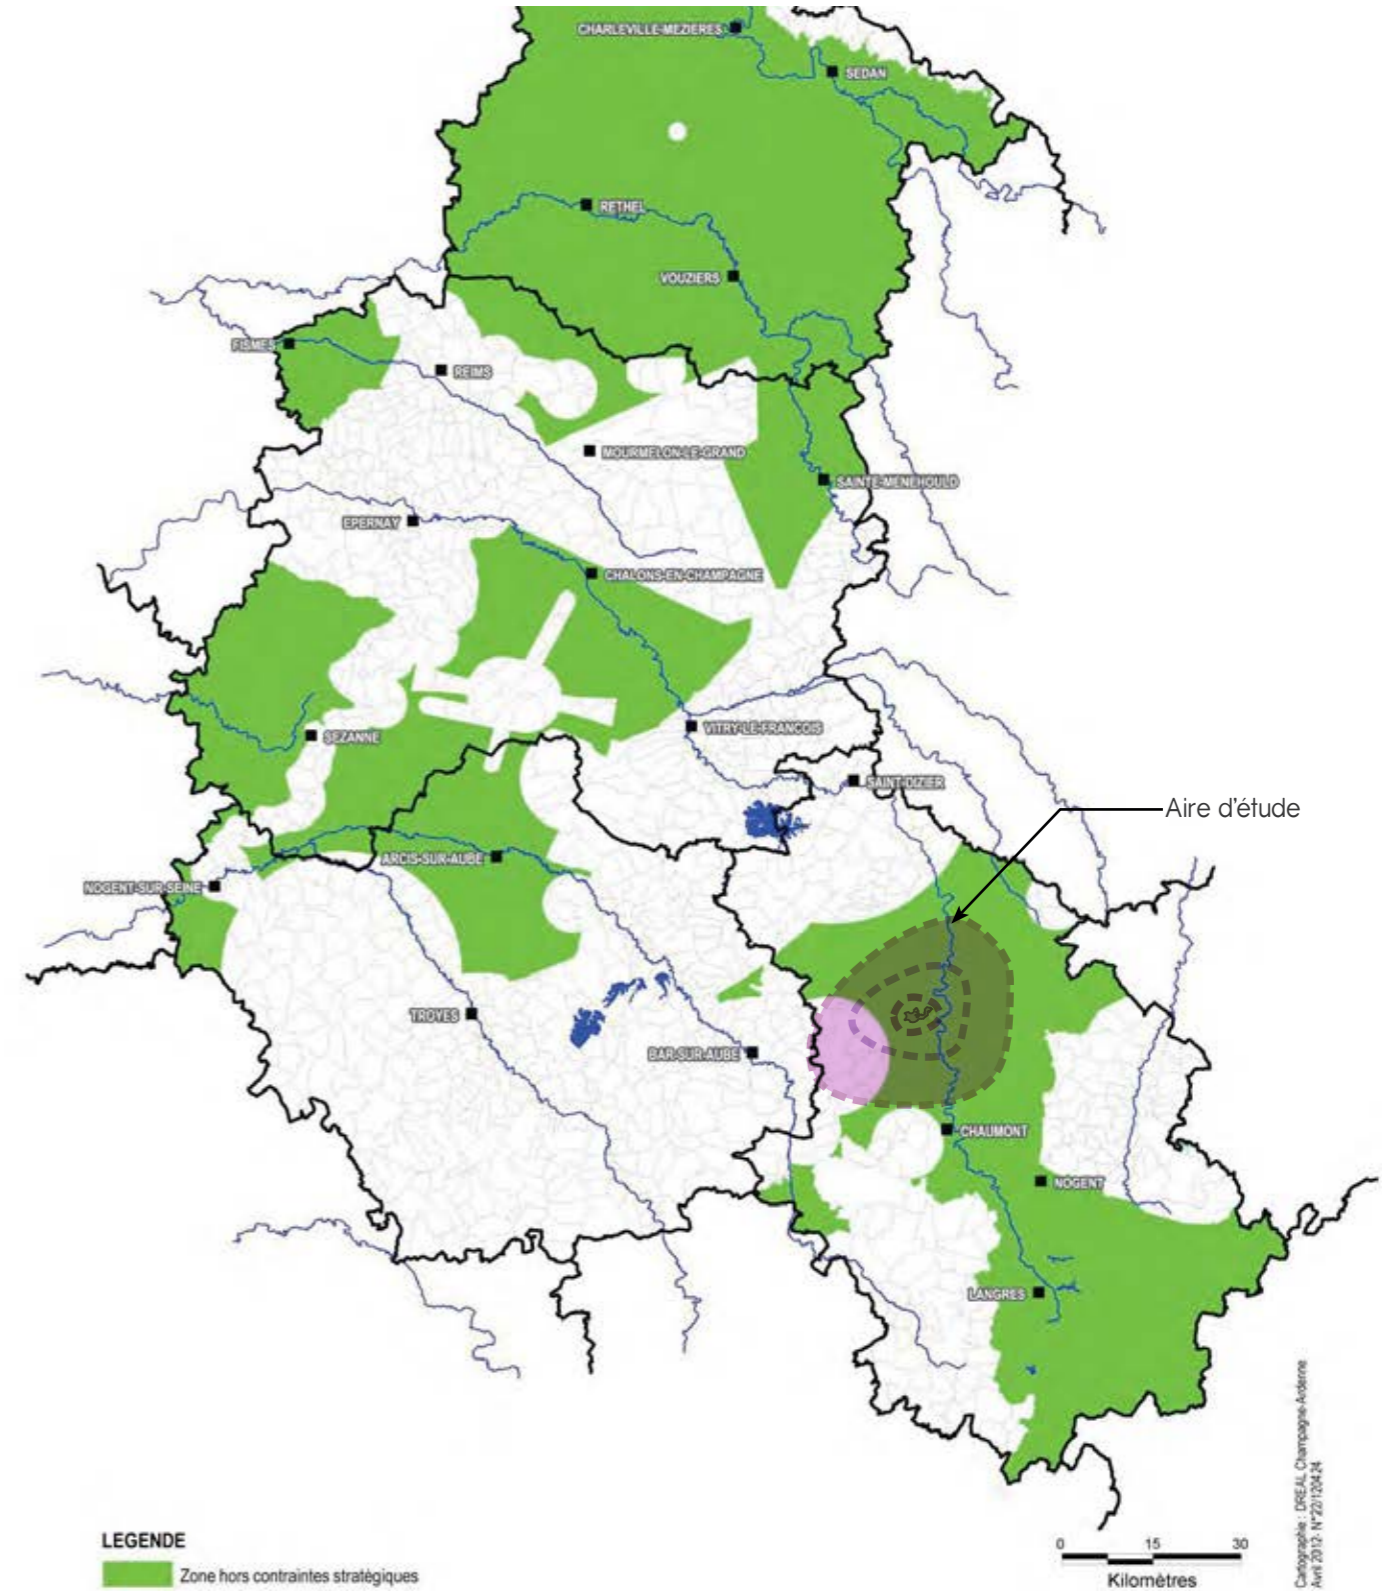 CHARLEVILLE-MEZIERES
SEDAN
RETHEL
VOUZIERS
FISMES
REIMS
MOURMELON-LE-GRAND
SAINTE-MENEHOULD
EPERNAY
CHALONS-EN-CHAMPAGNE
SEZANNE
VITRY-LE-FRANCOIS
SAINT-DIZIER
Aire d'étude
ARCIS-SUR-AUBE
NOGENT-SUR-SEINE
TROYES
BAR-SUR-AUBE
CHAUMONT
NOGENT
LANGRES
LEGENDE
Zone hors contraintes stratégiques
0 15 30
Kilomètres
Cartographie : DREAL Champagne-Ardenne
Avril 2012- N°22/120424